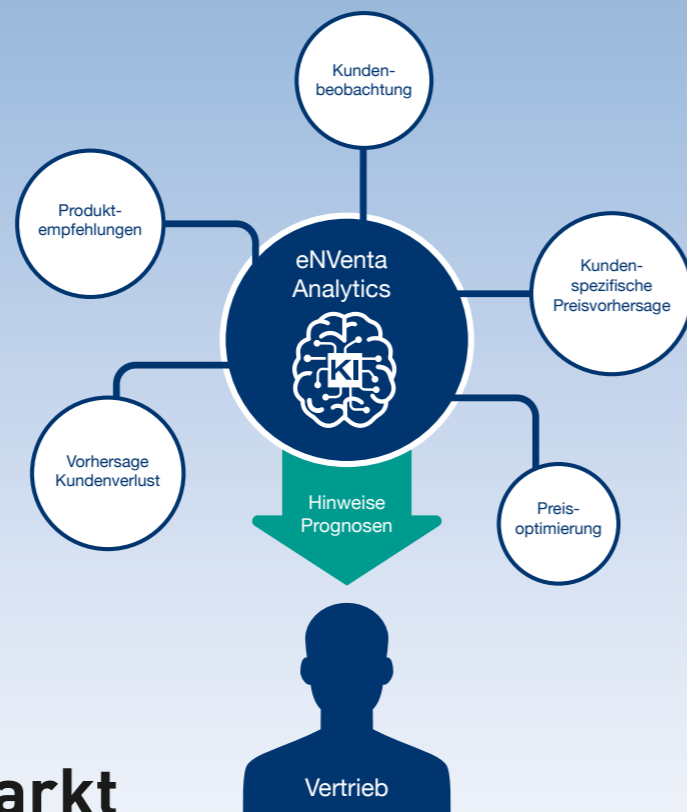 Kunden-
beobachtung
Produkt-
empfehlungen
eNVenta
Analytics
KI
Kunden-
spezifische
Preisvorhersage
Vorhersage
Kundenverlust
Hinweise
Prognosen
Preis-
optimierung
Vertrieb
arkt